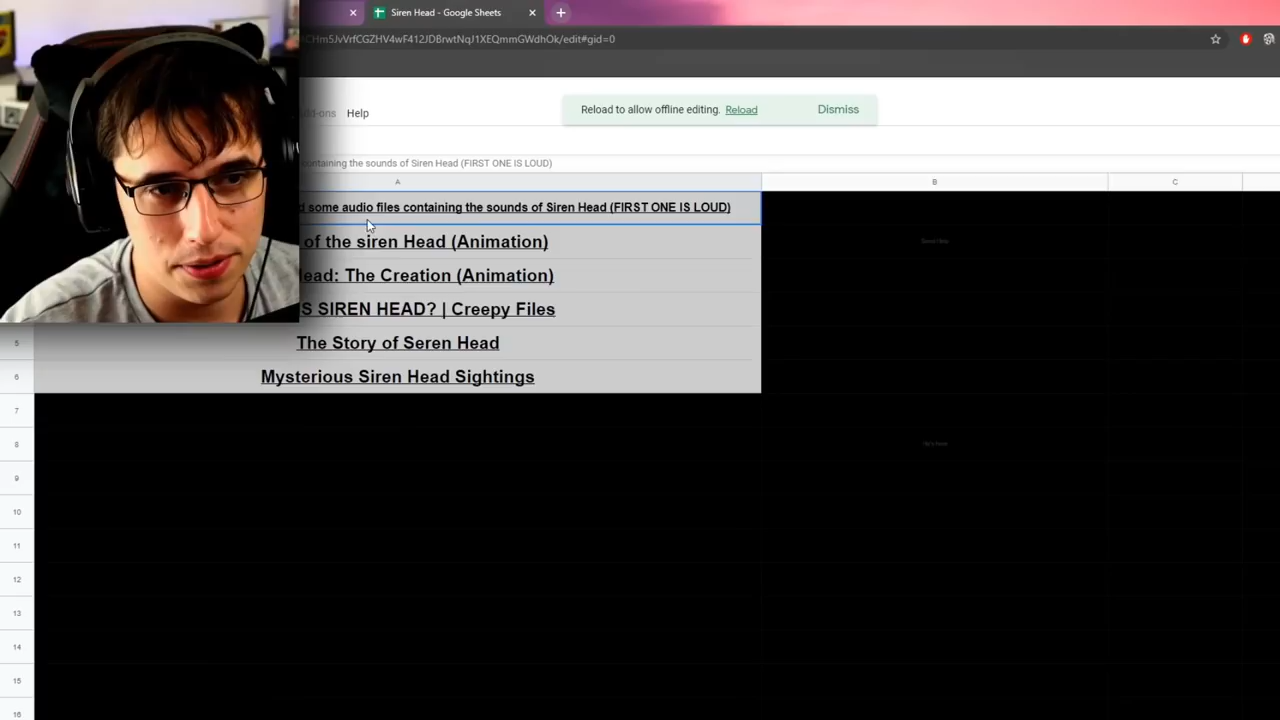 Siren Head - Google Sheets
CHm5JvVrfCGZHV4wF412JDBrwtNqJ1XEQmmGWdhOk/edit#gid=0
Help
Reload to allow offline editing. Reload Dismiss
containing the sounds of Siren Head (FIRST ONE IS LOUD)
A B C
some audio files containing the sounds of Siren Head (FIRST ONE IS LOUD)
of the siren Head (Animation)
ead: The Creation (Animation)
S SIREN HEAD? | Creepy Files
5 The Story of Seren Head
6 Mysterious Siren Head Sightings
7
8
9
10
11
12
13
14
15
16